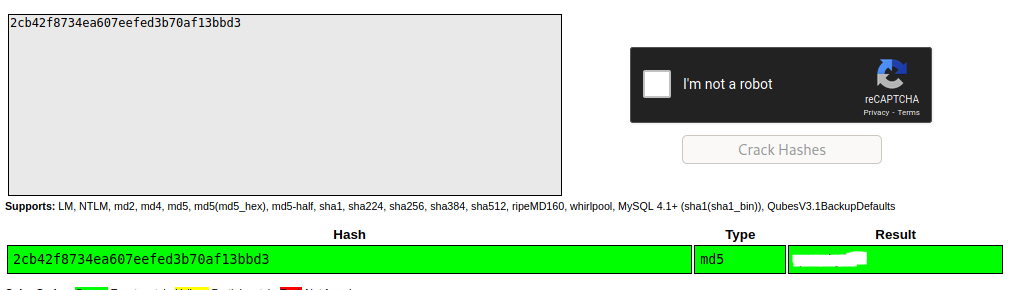 2cb42f8734ea607eefed3b70af13bbd3
I'm not a robot
reCAPTCHA
Privacy - Terms
Crack Hashes
Supports: LM, NTLM, md2, md4, md5, md5(md5_hex), md5-half, sha1, sha224, sha256, sha384, sha512, ripeMD160, whirlpool, MySQL 4.1+ (sha1(sha1_bin)), QubesV3.1BackupDefaults
Hash Type Result
2cb42f8734ea607eefed3b70af13bbd3 md5